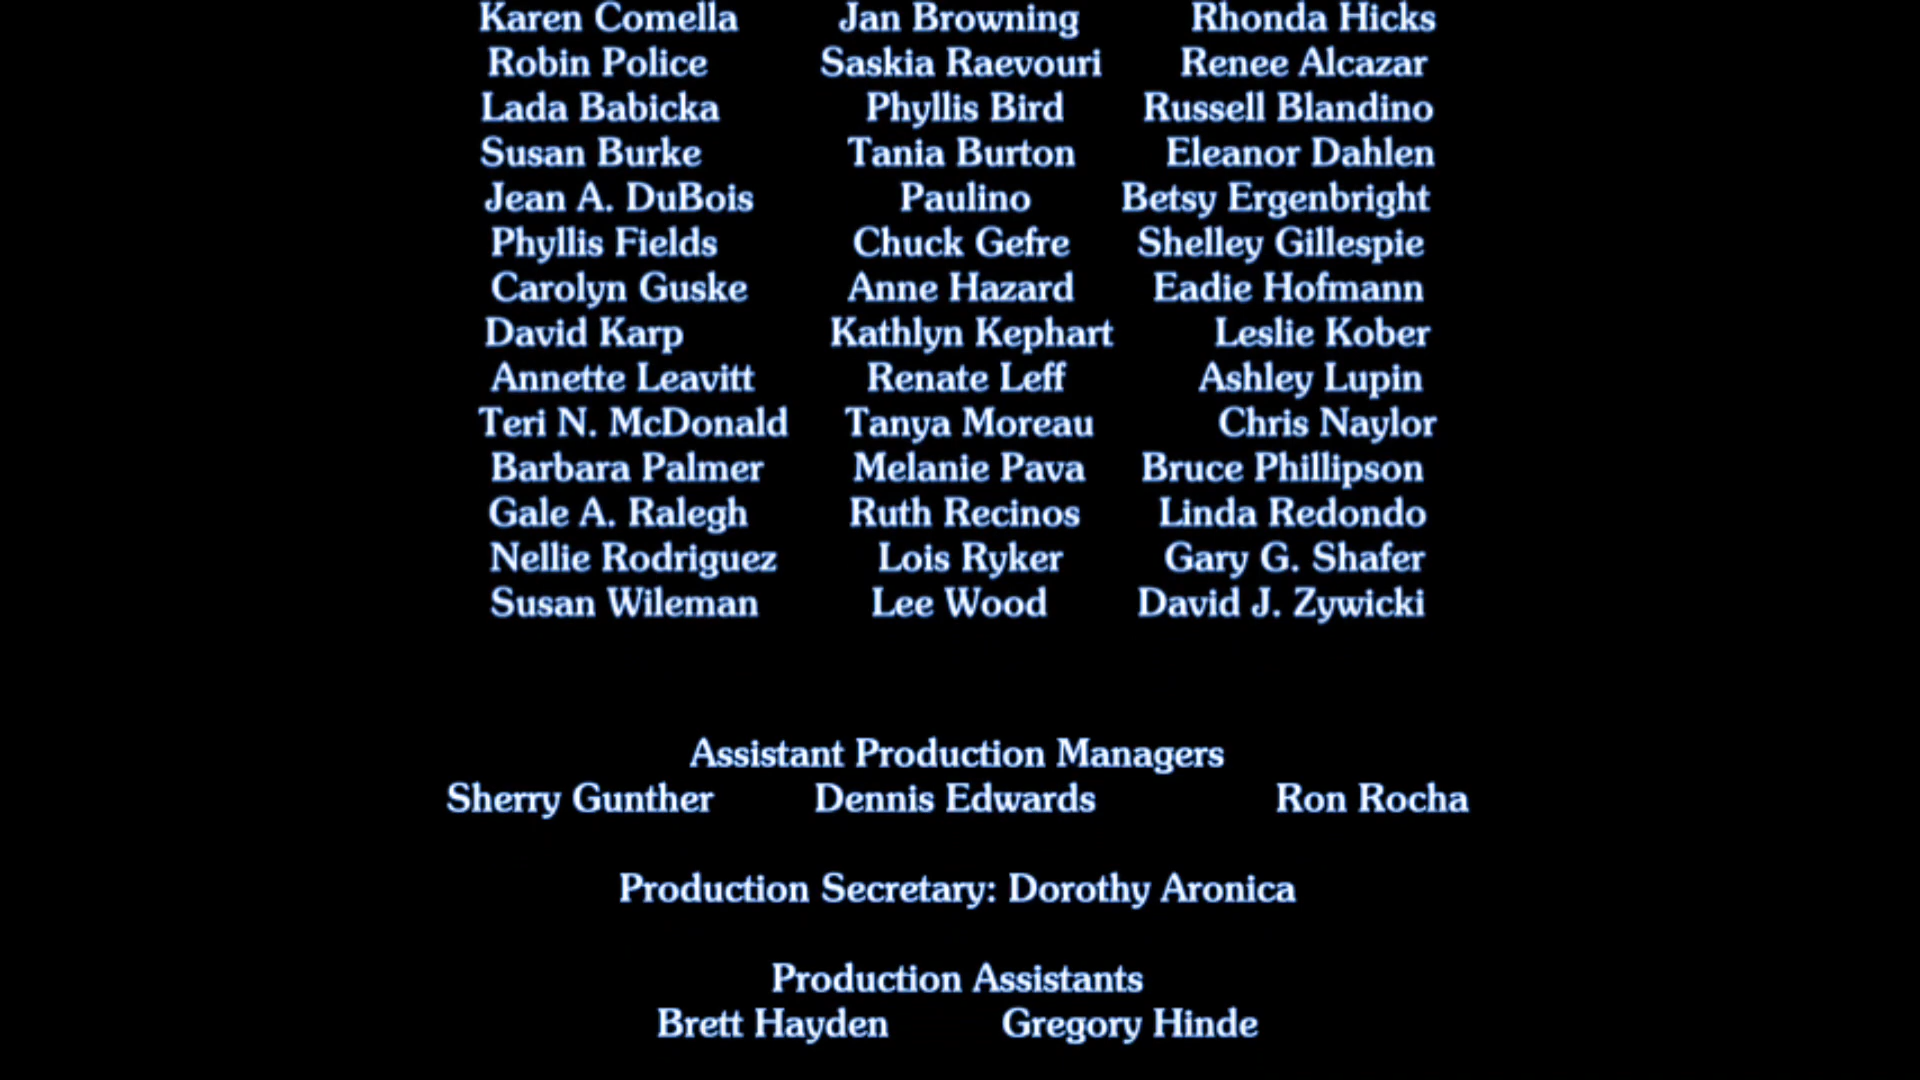 Karen Comella Jan Browning Rhonda Hicks
Robin Police Saskia Raevouri Renee Alcazar
Lada Babicka Phyllis Bird Russell Blandino
Susan Burke Tania Burton Eleanor Dahlen
Jean A. DuBois Paulino Betsy Ergenbright
Phyllis Fields Chuck Gefre Shelley Gillespie
Carolyn Guske Anne Hazard Eadie Hofmann
David Karp Kathlyn Kephart Leslie Kober
Annette Leavitt Renate Leff Ashley Lupin
Teri N. McDonald Tanya Moreau Chris Naylor
Barbara Palmer Melanie Pava Bruce Phillipson
Gale A. Ralegh Ruth Recinos Linda Redondo
Nellie Rodriguez Lois Ryker Gary G. Shafer
Susan Wileman Lee Wood David J. Zywicki
Assistant Production Managers
Sherry Gunther Dennis Edwards Ron Rocha
Production Secretary: Dorothy Aronica
Production Assistants
Brett Hayden Gregory Hinde